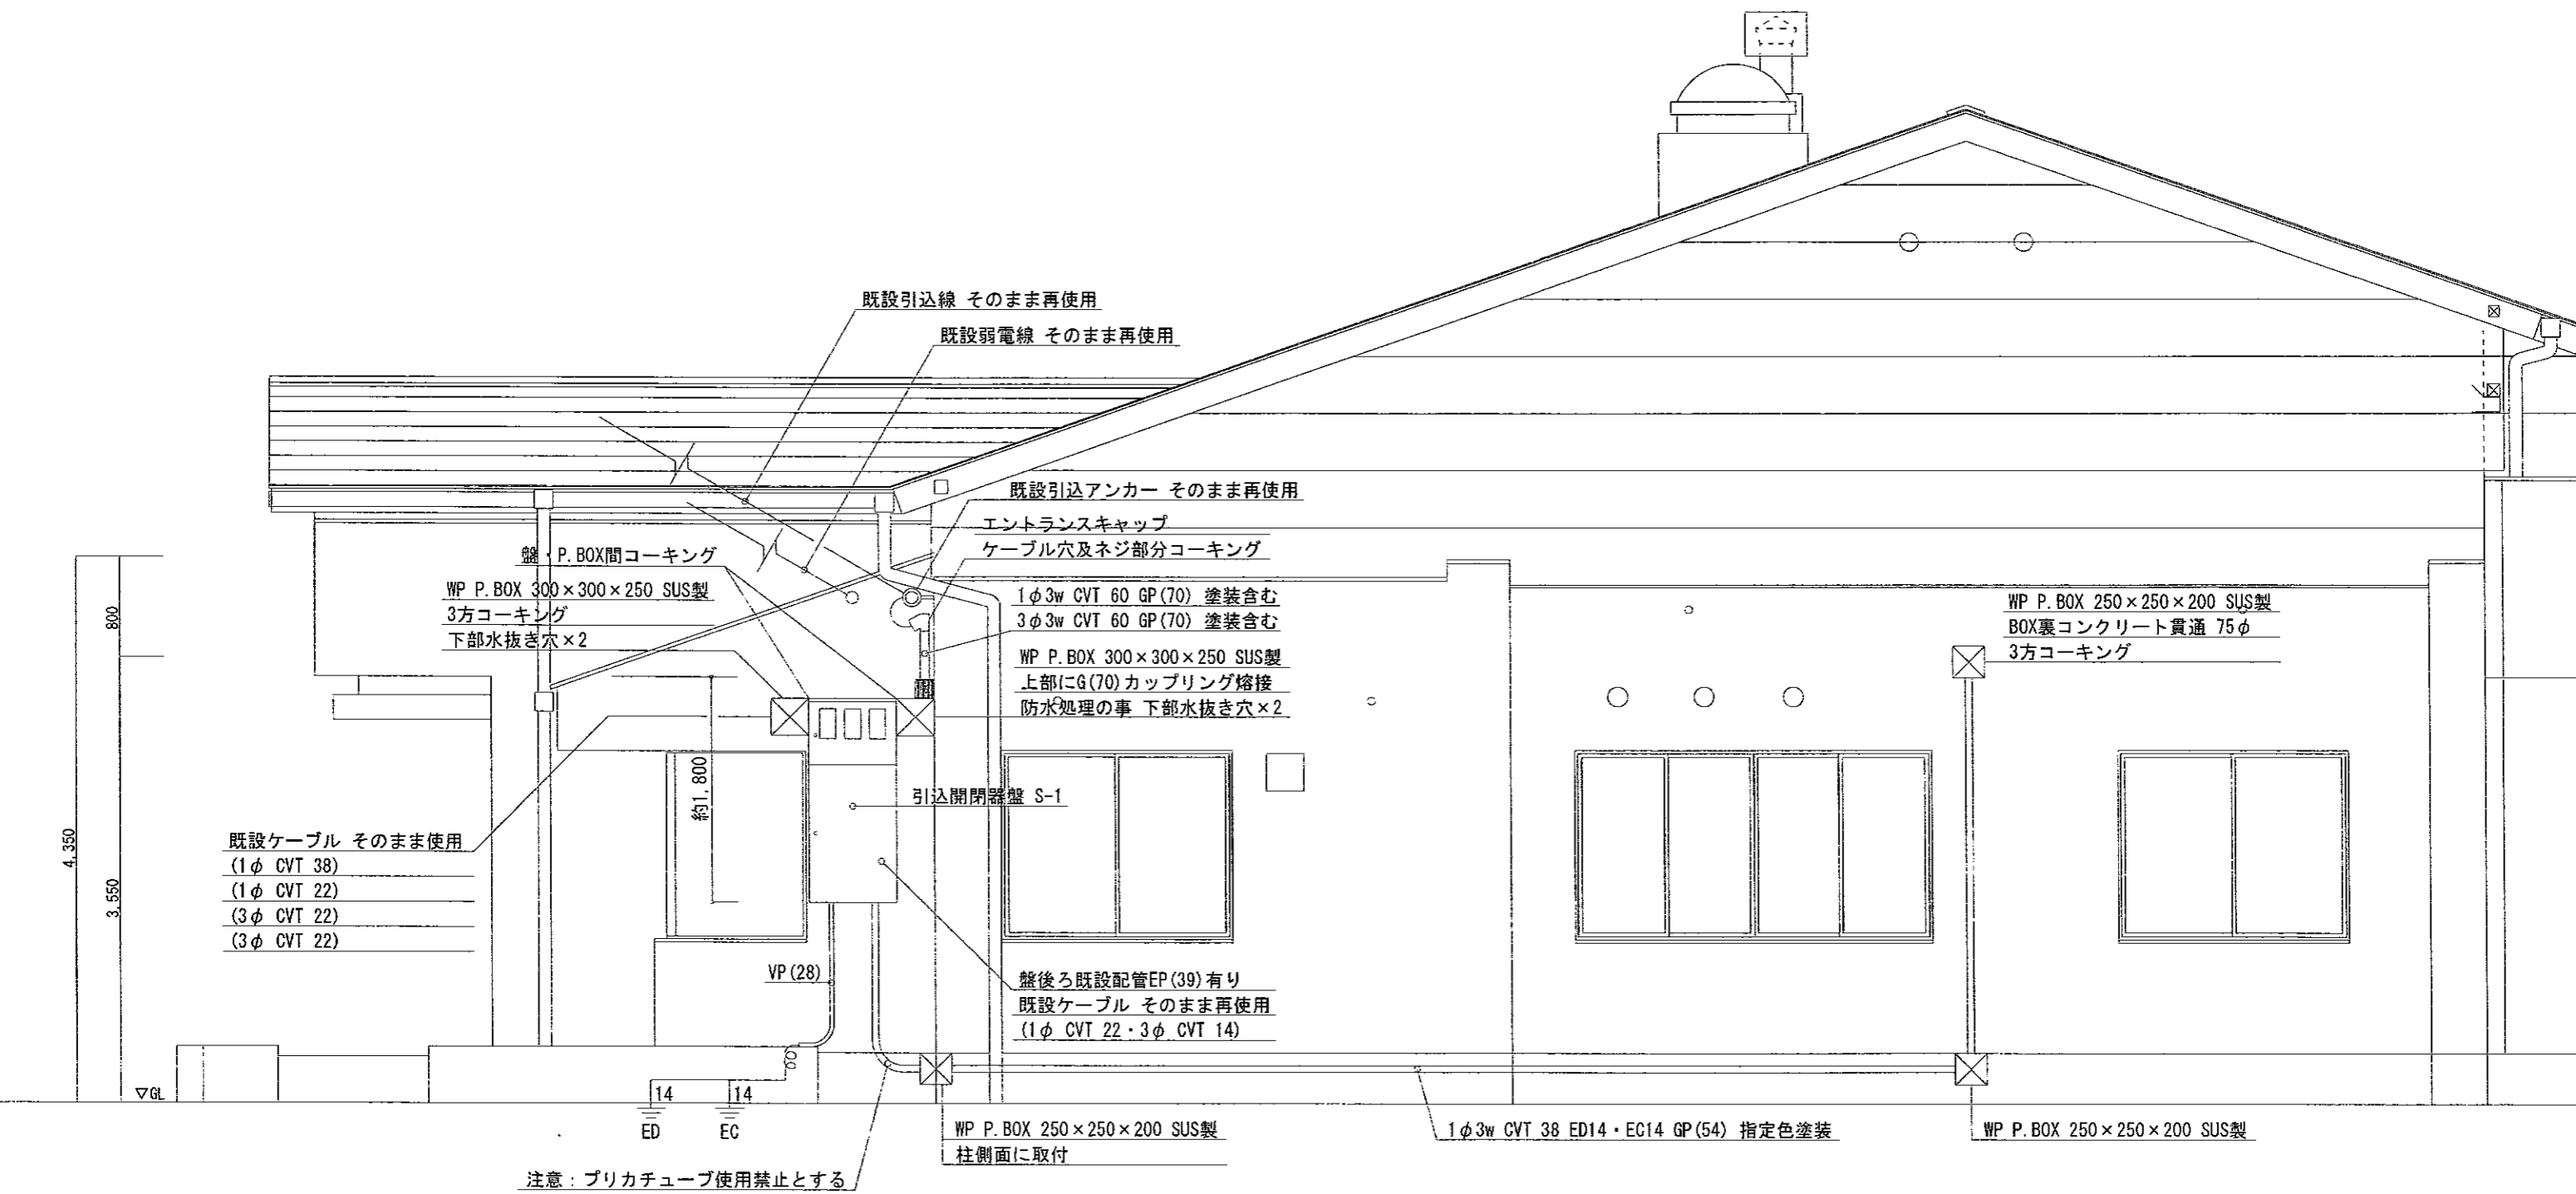 既設引込線 そのまま再使用
既設弱電線 そのまま再使用
既設引込アンカー そのまま再使用
エントランスキャップ
ケーブル穴及ネジ部分コーキング
盤・P.BOX間コーキング
WP P.BOX 300×300×250 SUS製
3方コーキング
下部水抜き穴×2
1φ3w CVT 60 GP(70) 塗装含む
3φ3w CVT 60 GP(70) 塗装含む
WP P.BOX 300×300×250 SUS製
上部にG(70)カップリング熔接
防水処理の事 下部水抜き穴×2
WP P.BOX 250×250×200 SUS製
BOX裏コンクリート貫通 75φ
3方コーキング
800
4,350
3,550
約1,800
引込開閉器盤 S-1
既設ケーブル そのまま使用
(1φ CVT 38)
(1φ CVT 22)
(3φ CVT 22)
(3φ CVT 22)
VP(28)
盤後ろ既設配管EP(39)有り
既設ケーブル そのまま再使用
(1φ CVT 22・3φ CVT 14)
▽GL
14
14
ED
EC
WP P.BOX 250×250×200 SUS製
柱側面に取付
1φ3w CVT 38 ED14・EC14 GP(54) 指定色塗装
WP P.BOX 250×250×200 SUS製
注意：プリカチューブ使用禁止とする